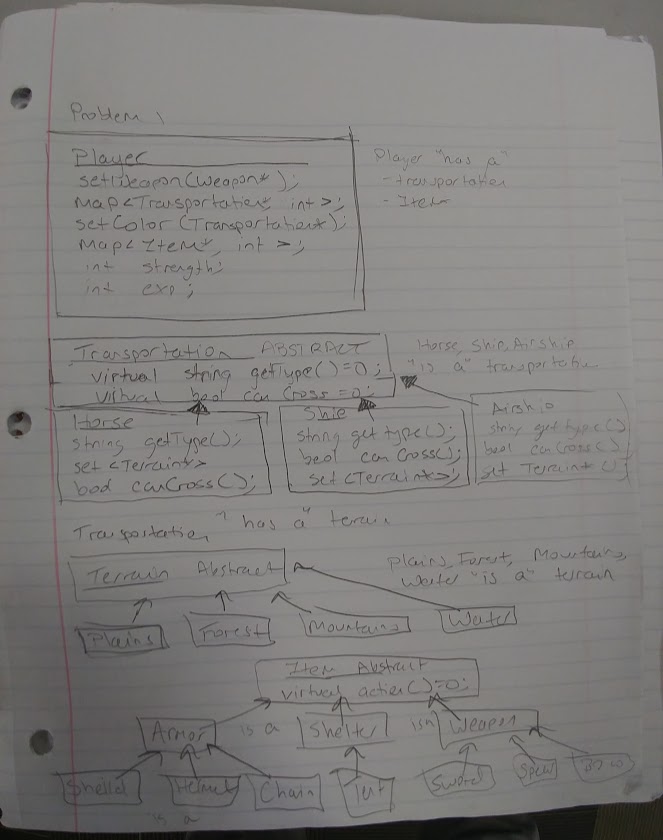 Problem 1
Player
setWeapon(Weapon*);
Map<Transportation*, int>;
setColor(Transportation*);
Map<Item*, int>;
int strength;
int exp;
Player "has a"
- transportation
- Item
Transportation ABSTRACT
virtual string getType()=0;
virtual bool canCross=0;
Horse, Ship, Airship
"is a" transportation
Horse
string getType();
set<Terrain*>
bool canCross();
Ship
string getType();
bool canCross();
set<Terrain*>;
Airship
string getType()
bool canCross()
set Terrain*
Transportation "has a" terrain
Terrain Abstract
Plains, Forest, Mountains,
Water "is a" terrain
Plains
Forest
Mountains
Water
Item Abstract
virtual action()=0;
Armor
is a
Shelter
Weapon
Sheild
Helmet
Chain
Tent
Sword
Spear
Bow
is a